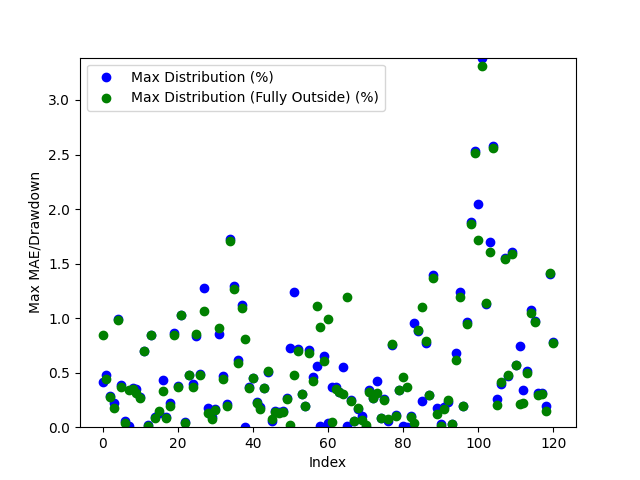 Max Distribution (%)
Max Distribution (Fully Outside) (%)
3.0
2.5
2.0
1.5
1.0
0.5
0.0
Max MAE/Drawdown
0 20 40 60 80 100 120
Index